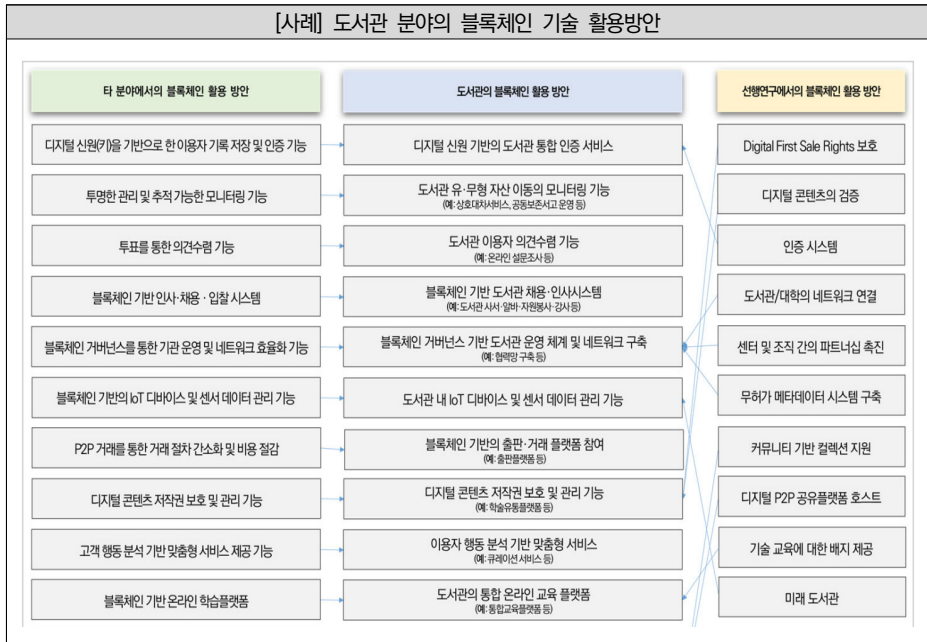 [사례] 도서관 분야의 블록체인 기술 활용방안
타 분야에서의 블록체인 활용 방안
도서관의 블록체인 활용 방안
선행연구에서의 블록체인 활용 방안
디지털 신원(키)을 기반으로 한 이용자 기록 저장 및 인증 기능
디지털 신원 기반의 도서관 통합 인증 서비스
Digital First Sale Rights 보호
투명한 관리 및 추적 가능한 모니터링 기능
도서관 유·무형 자산 이동의 모니터링 기능
(예: 상호대차서비스, 공동보존서고 운영 등)
디지털 콘텐츠의 검증
투표를 통한 의견수렴 기능
도서관 이용자 의견수렴 기능
(예: 온라인 설문조사 등)
인증 시스템
블록체인 기반 인사·채용·입찰 시스템
블록체인 기반 도서관 채용·인사시스템
(예: 도서관 사서·알바·자원봉사·강사 등)
도서관/대학의 네트워크 연결
블록체인 거버넌스를 통한 기관 운영 및 네트워크 효율화 기능
블록체인 거버넌스 기반 도서관 운영 체계 및 네트워크 구축
(예: 협력망 구축 등)
센터 및 조직 간의 파트너십 촉진
블록체인 기반의 IoT 디바이스 및 센서 데이터 관리 기능
도서관 내 IoT 디바이스 및 센서 데이터 관리 기능
무허가 메타데이터 시스템 구축
P2P 거래를 통한 거래 절차 간소화 및 비용 절감
블록체인 기반의 출판·거래 플랫폼 참여
(예: 출판플랫폼 등)
커뮤니티 기반 컬렉션 지원
디지털 콘텐츠 저작권 보호 및 관리 기능
디지털 콘텐츠 저작권 보호 및 관리 기능
(예: 학술유통플랫폼 등)
디지털 P2P 공유플랫폼 호스트
고객 행동 분석 기반 맞춤형 서비스 제공 기능
이용자 행동 분석 기반 맞춤형 서비스
(예: 큐레이션 서비스 등)
기술 교육에 대한 배지 제공
블록체인 기반 온라인 학습플랫폼
도서관의 통합 온라인 교육 플랫폼
(예: 통합교육플랫폼 등)
미래 도서관